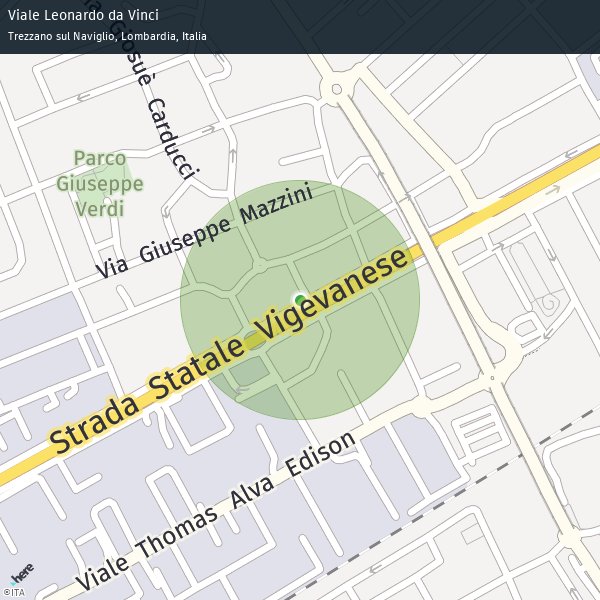 Viale Leonardo da Vinci
Trezzano sul Naviglio, Lombardia, Italia
Via Giosuè Carducci
Parco
Giuseppe
Verdi
Via Giuseppe Mazzini
Strada Statale Vigevanese
Viale Thomas Alva Edison
here
©ITA